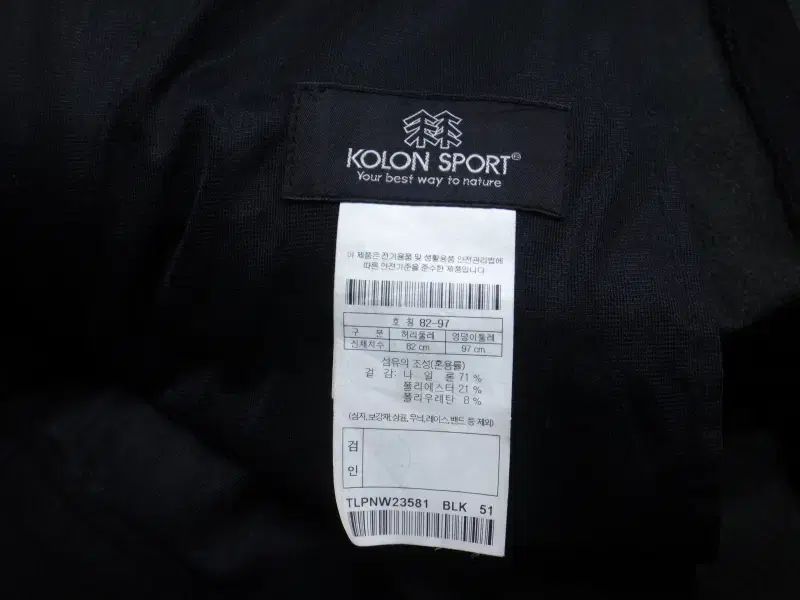 KOLON SPORT®
Your best way to nature
이 제품은 전기용품 및 생활용품 안전관리법에
따른 안전기준을 준수한 제품입니다
호 칭 82-97
구 분 허리둘레 엉덩이둘레
신체치수 82 cm 97 cm
섬유의 조성(혼용률)
겉 감: 나 일 론 71 %
폴리에스터 21 %
폴리우레탄 8 %
(심지,보강재,상표,무늬,레이스,밴드 등 제외)
검
인
TLPNW23581 BLK 51